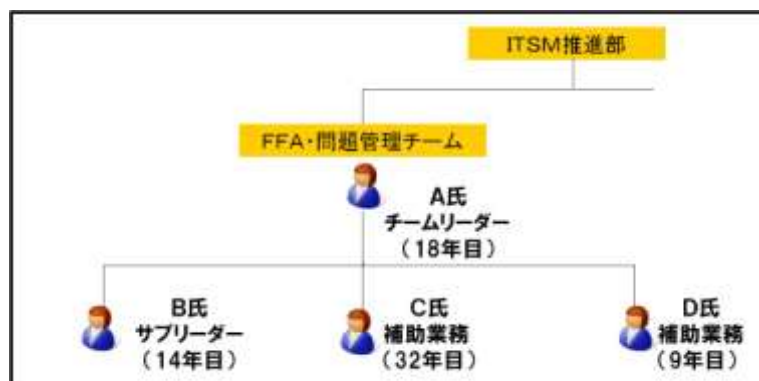 ITSM推進部
FFA・問題管理チーム
A氏
チームリーダー
（18年目）
B氏
サブリーダー
（14年目）
C氏
補助業務
（32年目）
D氏
補助業務
（9年目）